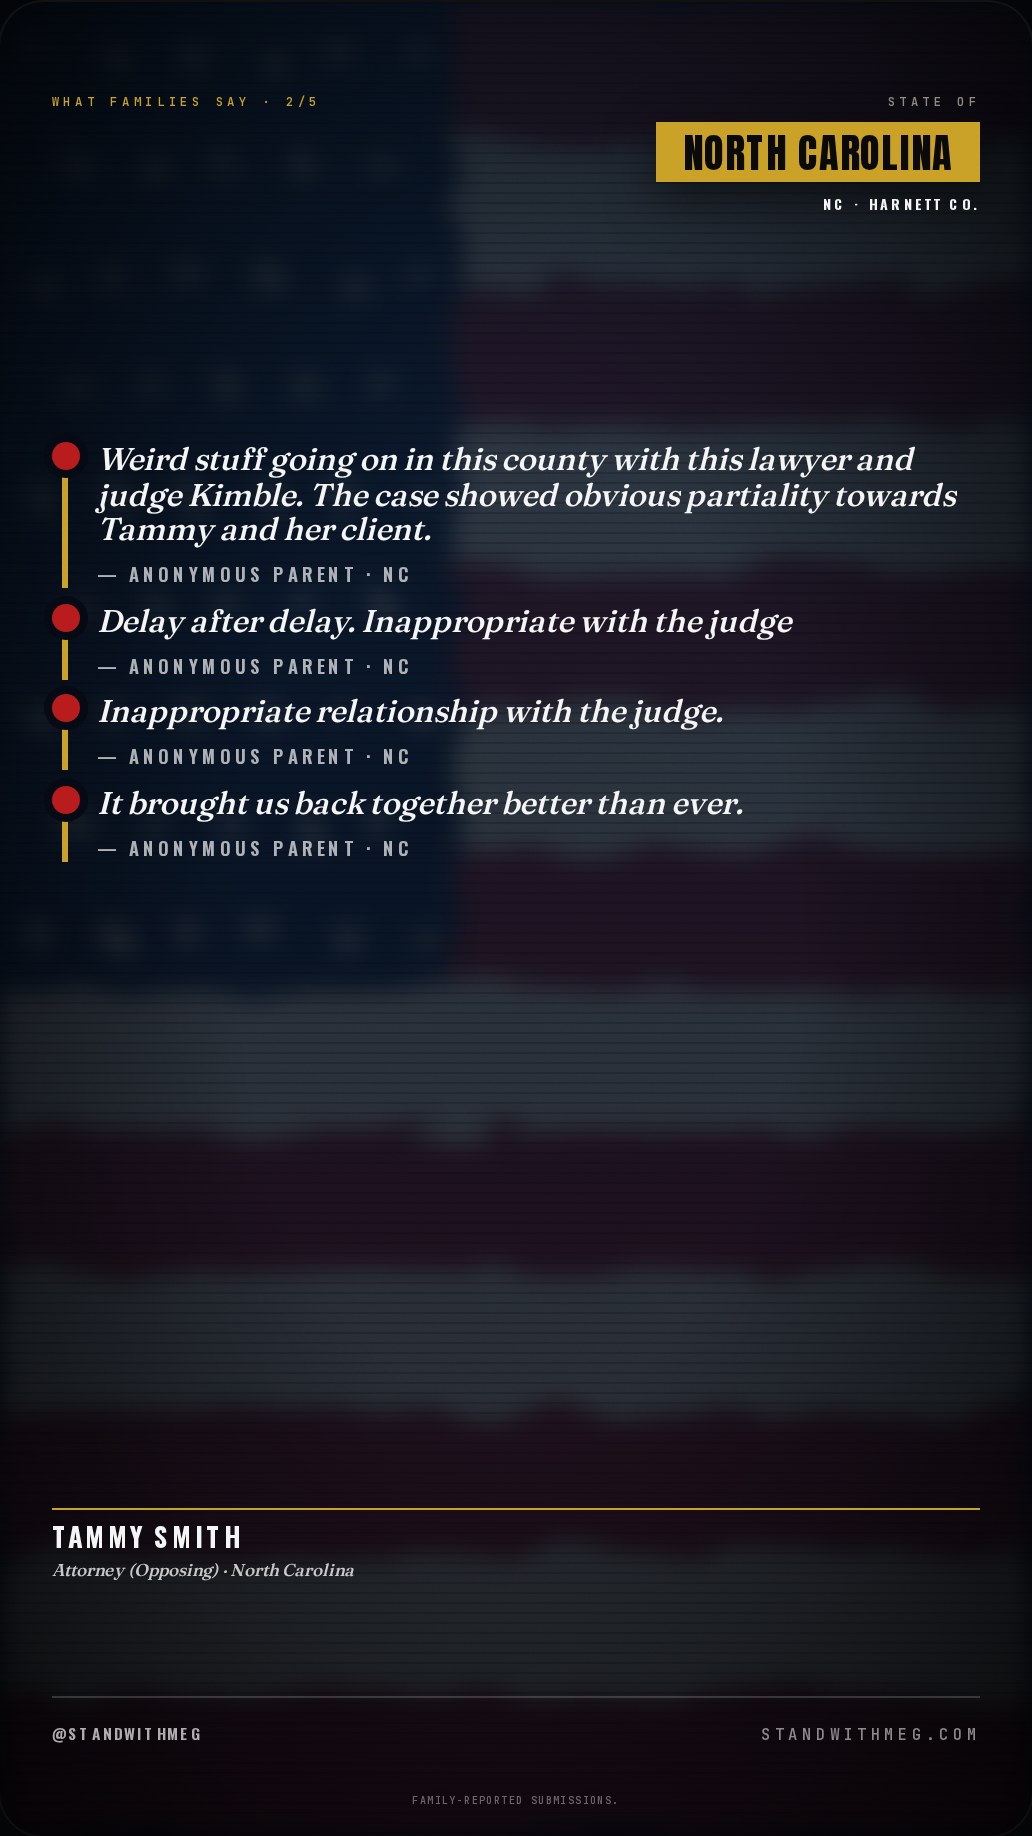 WHAT FAMILIES SAY · 2/5
STATE OF
NORTH CAROLINA
NC · HARNETT CO.
Weird stuff going on in this county with this lawyer and
judge Kimble. The case showed obvious partiality towards
Tammy and her client.
— ANONYMOUS PARENT · NC
Delay after delay. Inappropriate with the judge
— ANONYMOUS PARENT · NC
Inappropriate relationship with the judge.
— ANONYMOUS PARENT · NC
It brought us back together better than ever.
— ANONYMOUS PARENT · NC
TAMMY SMITH
Attorney (Opposing) · North Carolina
@STANDWITHMEG
STANDWITHMEG.COM
FAMILY-REPORTED SUBMISSIONS.